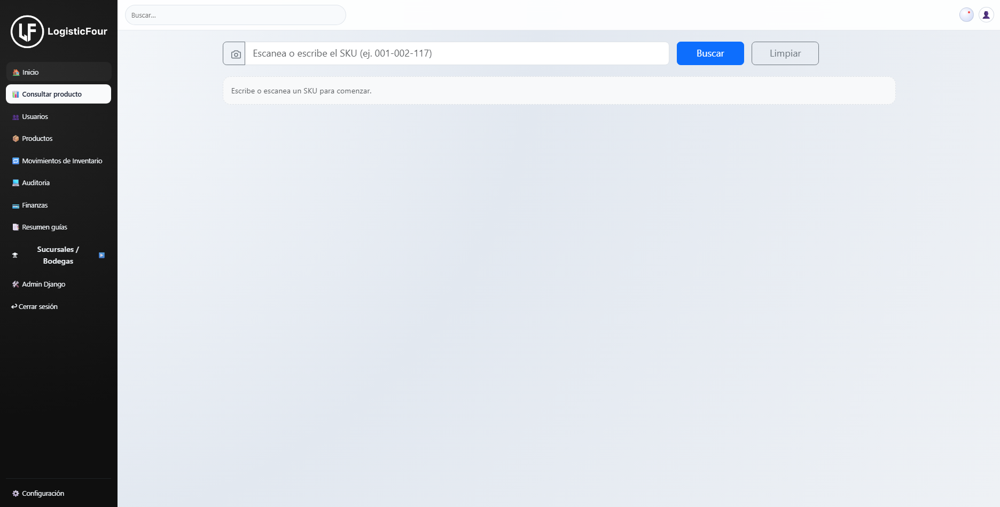 LogisticFour
Buscar...
Inicio
Consultar producto
Usuarios
Productos
Movimientos de Inventario
Auditoria
Finanzas
Resumen guías
Sucursales /
Bodegas
Admin Django
Cerrar sesión
Configuración
Escanea o escribe el SKU (ej. 001-002-117)
Buscar
Limpiar
Escribe o escanea un SKU para comenzar.